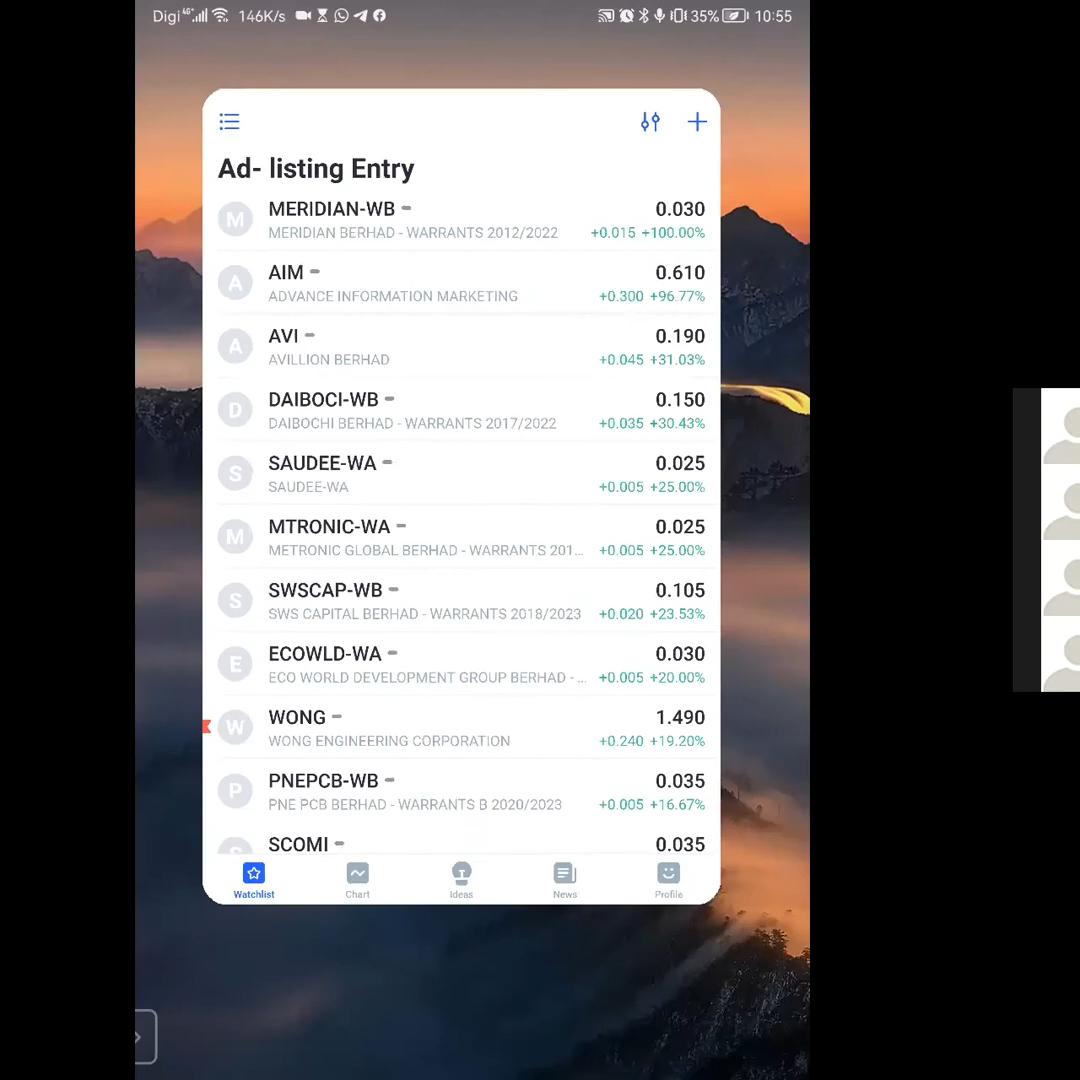 Digi 4G 146K/s 35% 10:55
Ad- listing Entry
M MERIDIAN-WB 0.030
MERIDIAN BERHAD - WARRANTS 2012/2022 +0.015 +100.00%
A AIM 0.610
ADVANCE INFORMATION MARKETING +0.300 +96.77%
A AVI 0.190
AVILLION BERHAD +0.045 +31.03%
D DAIBOCI-WB 0.150
DAIBOCHI BERHAD - WARRANTS 2017/2022 +0.035 +30.43%
S SAUDEE-WA 0.025
SAUDEE-WA +0.005 +25.00%
M MTRONIC-WA 0.025
METRONIC GLOBAL BERHAD - WARRANTS 201... +0.005 +25.00%
S SWSCAP-WB 0.105
SWS CAPITAL BERHAD - WARRANTS 2018/2023 +0.020 +23.53%
E ECOWLD-WA 0.030
ECO WORLD DEVELOPMENT GROUP BERHAD - ... +0.005 +20.00%
W WONG 1.490
WONG ENGINEERING CORPORATION +0.240 +19.20%
P PNEPCB-WB 0.035
PNE PCB BERHAD - WARRANTS B 2020/2023 +0.005 +16.67%
S SCOMI 0.035
Watchlist Chart Ideas News Profile